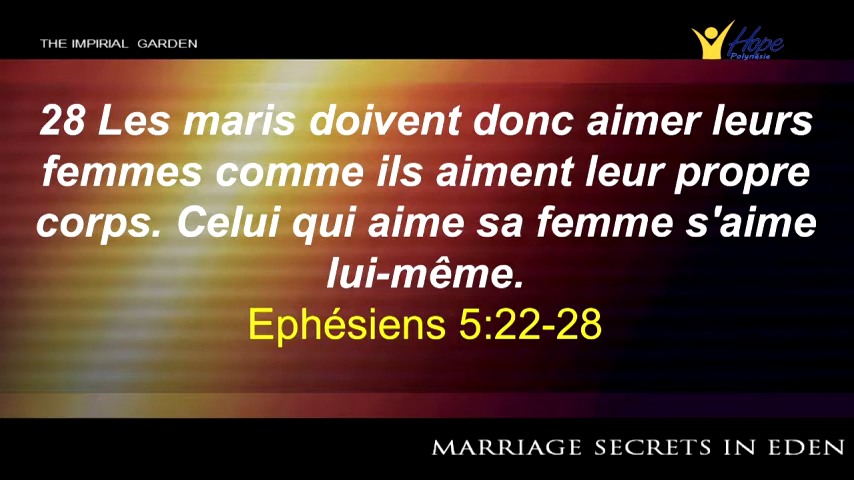 THE IMPIRIAL GARDEN
Hope
Polynésie
28 Les maris doivent donc aimer leurs
femmes comme ils aiment leur propre
corps. Celui qui aime sa femme s'aime
lui-même.
Ephésiens 5:22-28
MARRIAGE SECRETS IN EDEN